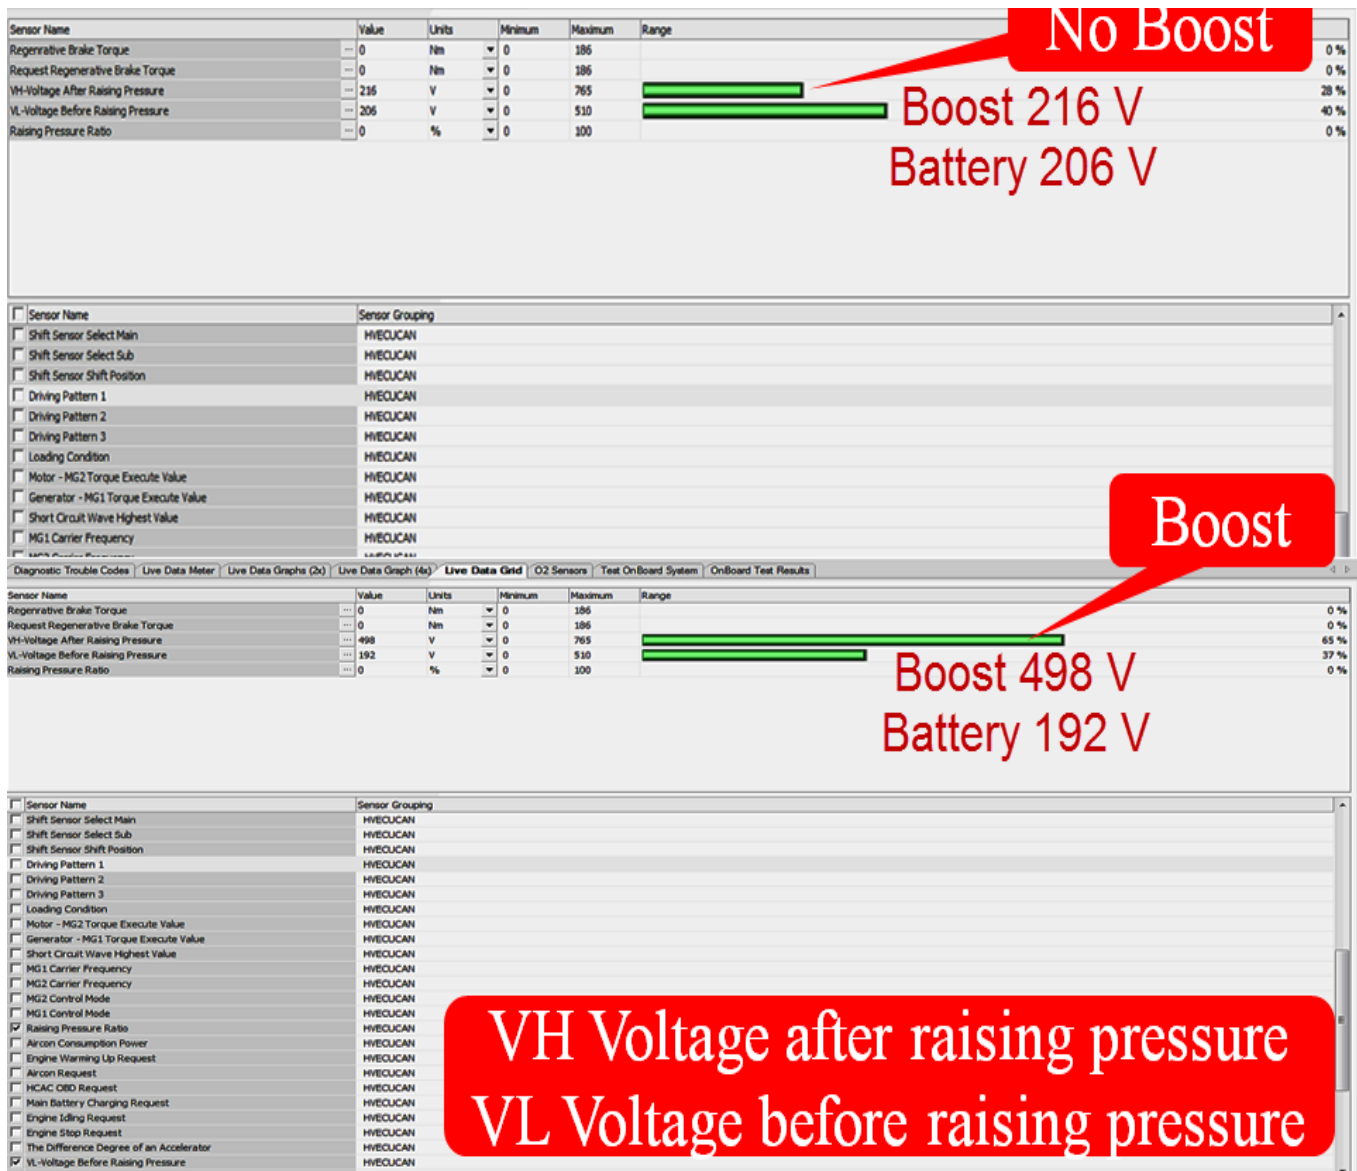 No Boost
Sensor Name Value Units Minimum Maximum Range
Regenrative Brake Torque ... 0 Nm 0 186 0 %
Request Regenerative Brake Torque ... 0 Nm 0 186 0 %
VH-Voltage After Raising Pressure ... 216 V 0 765 28 %
VL-Voltage Before Raising Pressure ... 206 V 0 510 40 %
Raising Pressure Ratio ... 0 % 0 100 0 %
Boost 216 V
Battery 206 V
Sensor Name Sensor Grouping
Shift Sensor Select Main HVECUCAN
Shift Sensor Select Sub HVECUCAN
Shift Sensor Shift Position HVECUCAN
Driving Pattern 1 HVECUCAN
Driving Pattern 2 HVECUCAN
Driving Pattern 3 HVECUCAN
Loading Condition HVECUCAN
Motor - MG2 Torque Execute Value HVECUCAN
Generator - MG1 Torque Execute Value HVECUCAN
Short Circuit Wave Highest Value HVECUCAN
MG1 Carrier Frequency HVECUCAN
Boost
Diagnostic Trouble Codes Live Data Meter Live Data Graphs (2x) Live Data Graph (4x) Live Data Grid O2 Sensors Test OnBoard System OnBoard Test Results
Sensor Name Value Units Minimum Maximum Range
Regenrative Brake Torque ... 0 Nm 0 186 0 %
Request Regenerative Brake Torque ... 0 Nm 0 186 0 %
VH-Voltage After Raising Pressure ... 498 V 0 765 65 %
VL-Voltage Before Raising Pressure ... 192 V 0 510 37 %
Raising Pressure Ratio ... 0 % 0 100 0 %
Boost 498 V
Battery 192 V
Sensor Name Sensor Grouping
Shift Sensor Select Main HVECUCAN
Shift Sensor Select Sub HVECUCAN
Shift Sensor Shift Position HVECUCAN
Driving Pattern 1 HVECUCAN
Driving Pattern 2 HVECUCAN
Driving Pattern 3 HVECUCAN
Loading Condition HVECUCAN
Motor - MG2 Torque Execute Value HVECUCAN
Generator - MG1 Torque Execute Value HVECUCAN
Short Circuit Wave Highest Value HVECUCAN
MG1 Carrier Frequency HVECUCAN
MG2 Carrier Frequency HVECUCAN
MG2 Control Mode HVECUCAN
MG1 Control Mode HVECUCAN
Raising Pressure Ratio HVECUCAN
Aircon Consumption Power HVECUCAN
Engine Warming Up Request HVECUCAN
Aircon Request HVECUCAN
HCAC OBD Request HVECUCAN
Main Battery Charging Request HVECUCAN
Engine Idling Request HVECUCAN
Engine Stop Request HVECUCAN
The Difference Degree of an Accelerator HVECUCAN
VL-Voltage Before Raising Pressure HVECUCAN
VH Voltage after raising pressure
VL Voltage before raising pressure